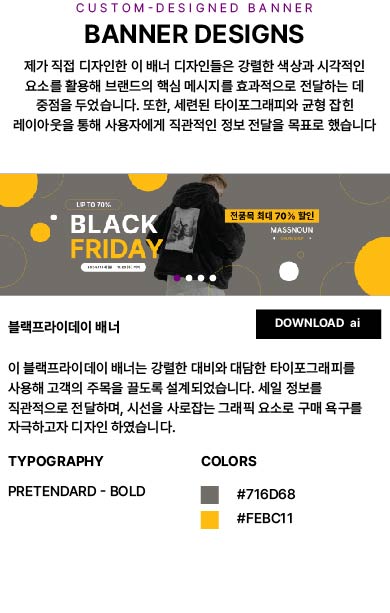 CUSTOM-DESIGNED BANNER
BANNER DESIGNS
제가 직접 디자인한 이 배너 디자인들은 강렬한 색상과 시각적인
요소를 활용해 브랜드의 핵심 메시지를 효과적으로 전달하는 데
중점을 두었습니다. 또한, 세련된 타이포그래피와 균형 잡힌
레이아웃을 통해 사용자에게 직관적인 정보 전달을 목표로 했습니다
UP TO 70%
BLACK
FRIDAY
전품목 최대 70% 할인
MASSNOUN
블랙프라이데이 배너
DOWNLOAD ai
이 블랙프라이데이 배너는 강렬한 대비와 대담한 타이포그래피를
사용해 고객의 주목을 끌도록 설계되었습니다. 세일 정보를
직관적으로 전달하며, 시선을 사로잡는 그래픽 요소로 구매 욕구를
자극하고자 디자인 하였습니다.
TYPOGRAPHY
COLORS
PRETENDARD - BOLD
#716D68
#FEBC11